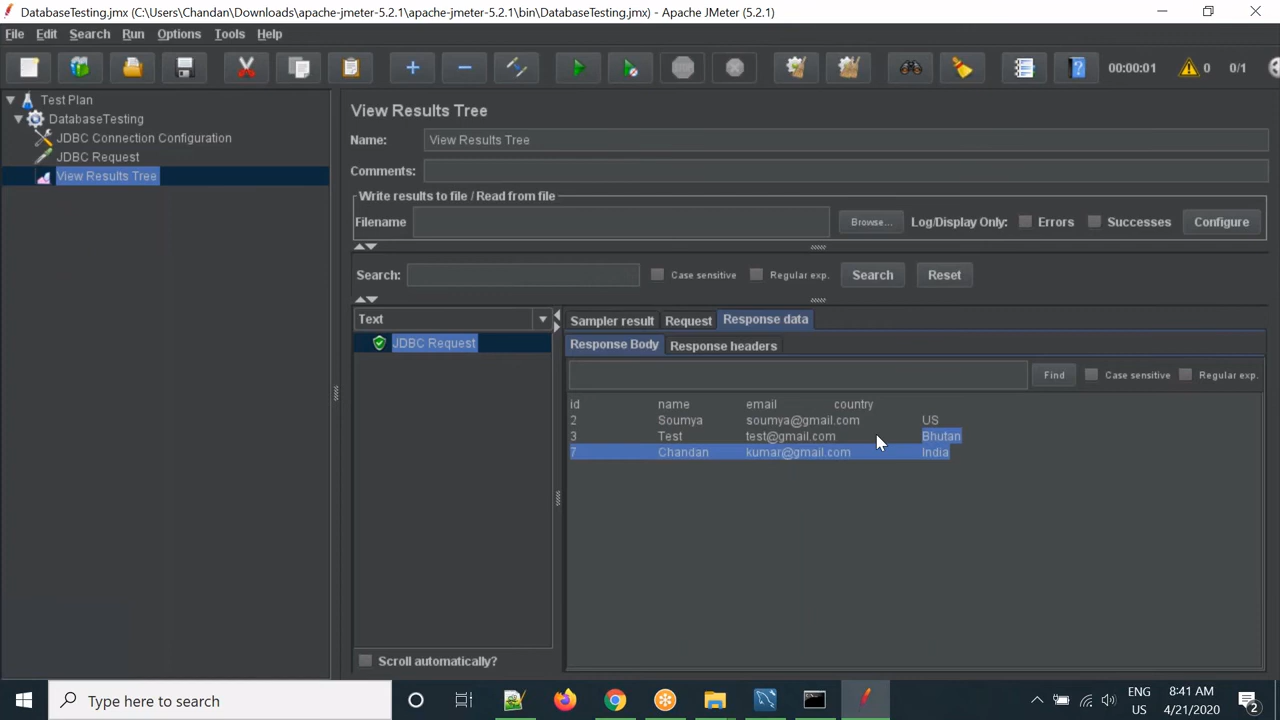 DatabaseTesting.jmx (C:\Users\Chandan\Downloads\apache-jmeter-5.2.1\apache-jmeter-5.2.1\bin\DatabaseTesting.jmx) - Apache JMeter (5.2.1)
File Edit Search Run Options Tools Help
00:00:01 0 0/1
Test Plan
DatabaseTesting
JDBC Connection Configuration
JDBC Request
View Results Tree
View Results Tree
Name: View Results Tree
Comments:
Write results to file / Read from file
Filename Browse... Log/Display Only: Errors Successes Configure
Search: Case sensitive Regular exp. Search Reset
Text
JDBC Request
Scroll automatically?
Sampler result Request Response data
Response Body Response headers
Find Case sensitive Regular exp.
id name email country
2 Soumya soumya@gmail.com US
3 Test test@gmail.com Bhutan
7 Chandan kumar@gmail.com India
Type here to search
ENG
US
8:41 AM
4/21/2020
2